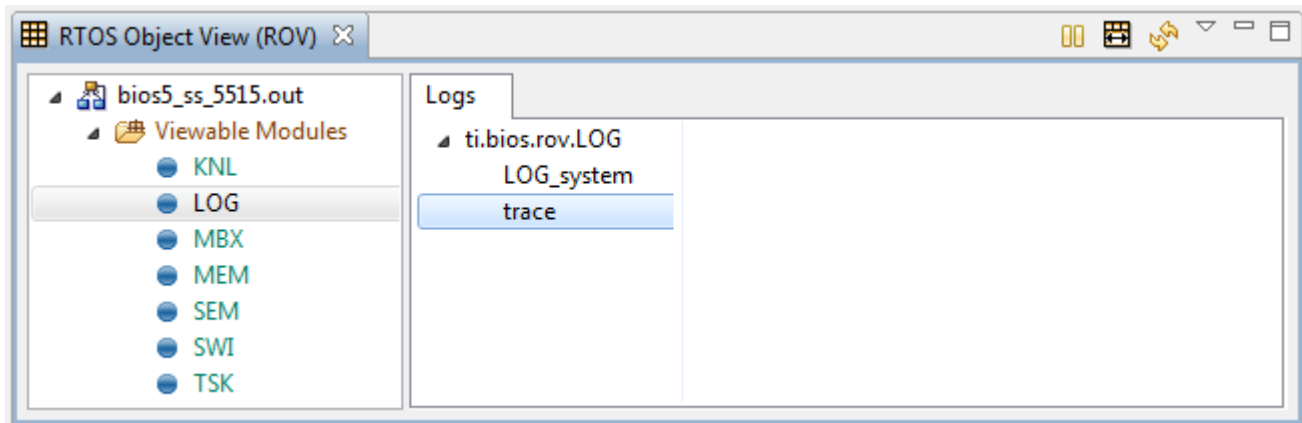 RTOS Object View (ROV)
bios5_ss_5515.out
Viewable Modules
KNL
LOG
MBX
MEM
SEM
SWI
TSK
Logs
ti.bios.rov.LOG
LOG_system
trace